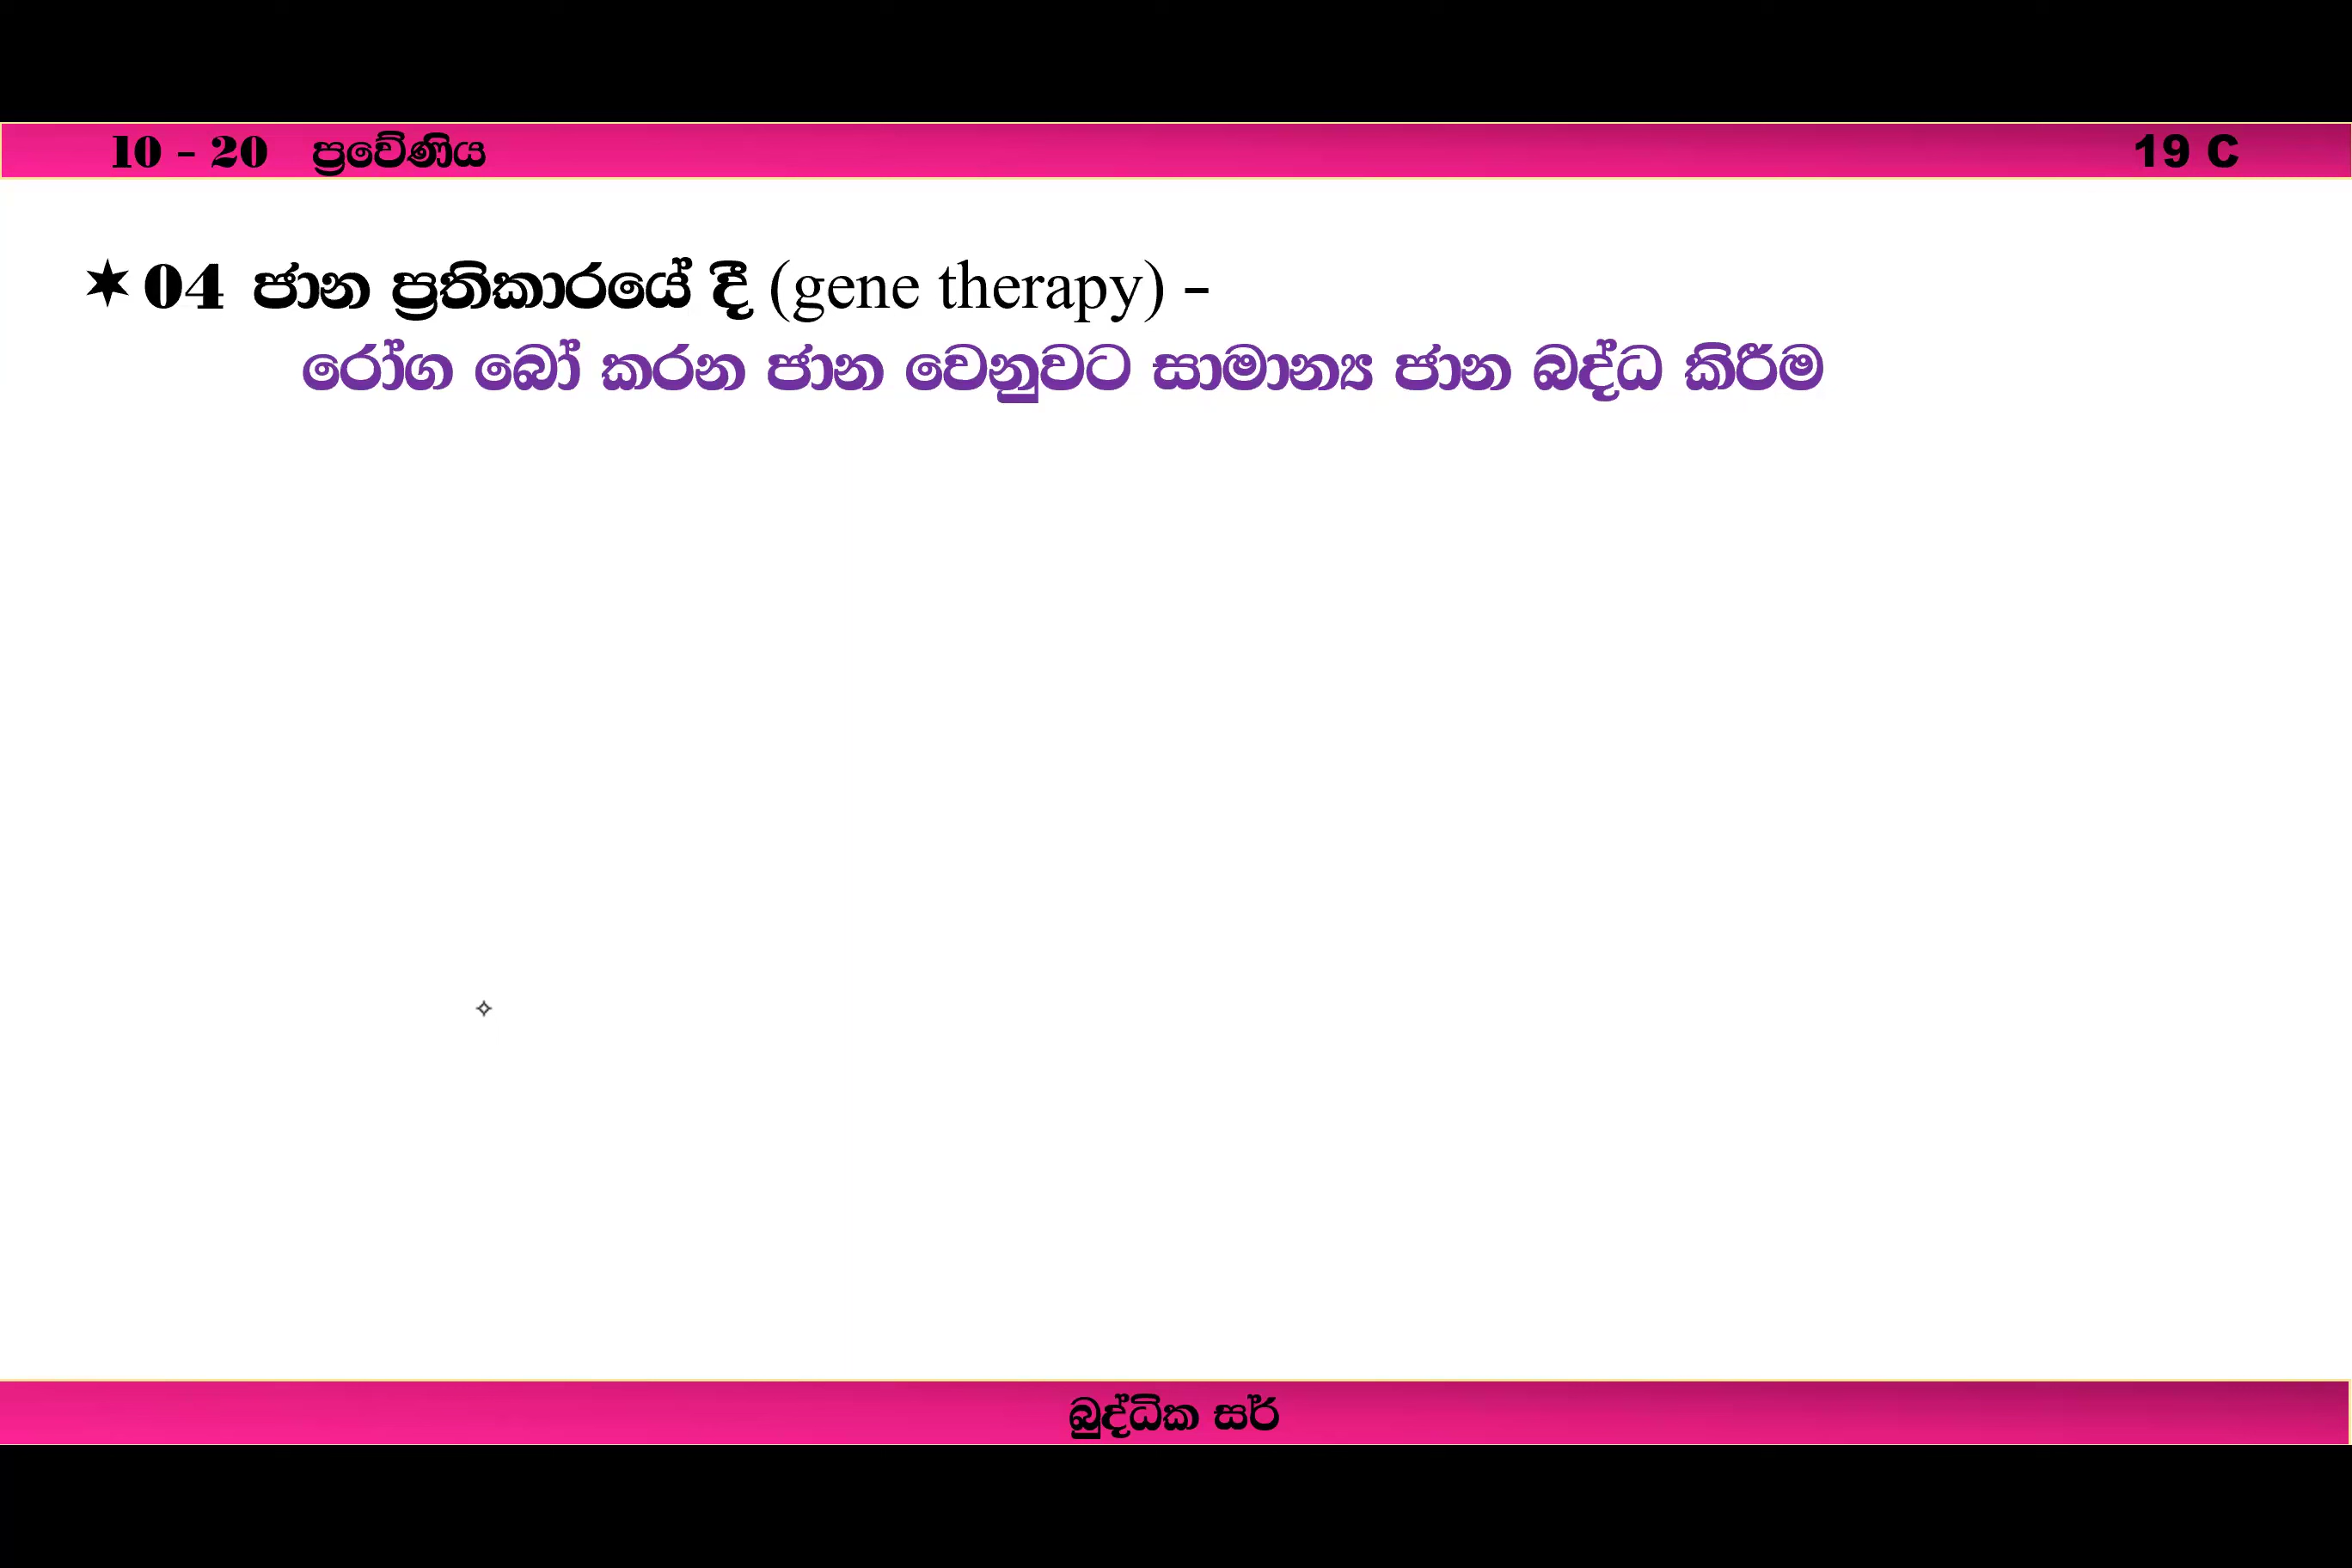 10 - 20 ප්‍රවේණිය
19 C
✶04 ජාන ප්‍රතිකාරයේ දී (gene therapy) -
රෝග බෝ කරන ජාන වෙනුවට සාමාන්‍ය ජාන බද්ධ කිරීම
බුද්ධික සර්